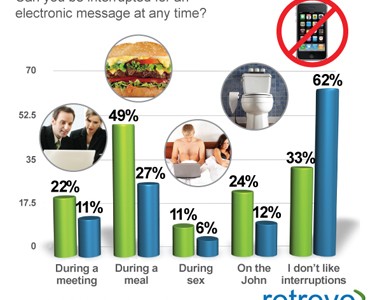 Can you be interrupted for an
electronic message at any time?
70
62%
52.5
49%
35
33%
27%
22%
24%
17.5
11%
11%
6%
12%
0
During a
meeting
During a
meal
During
sex
On the
John
I don't like
interruptions
retrevo